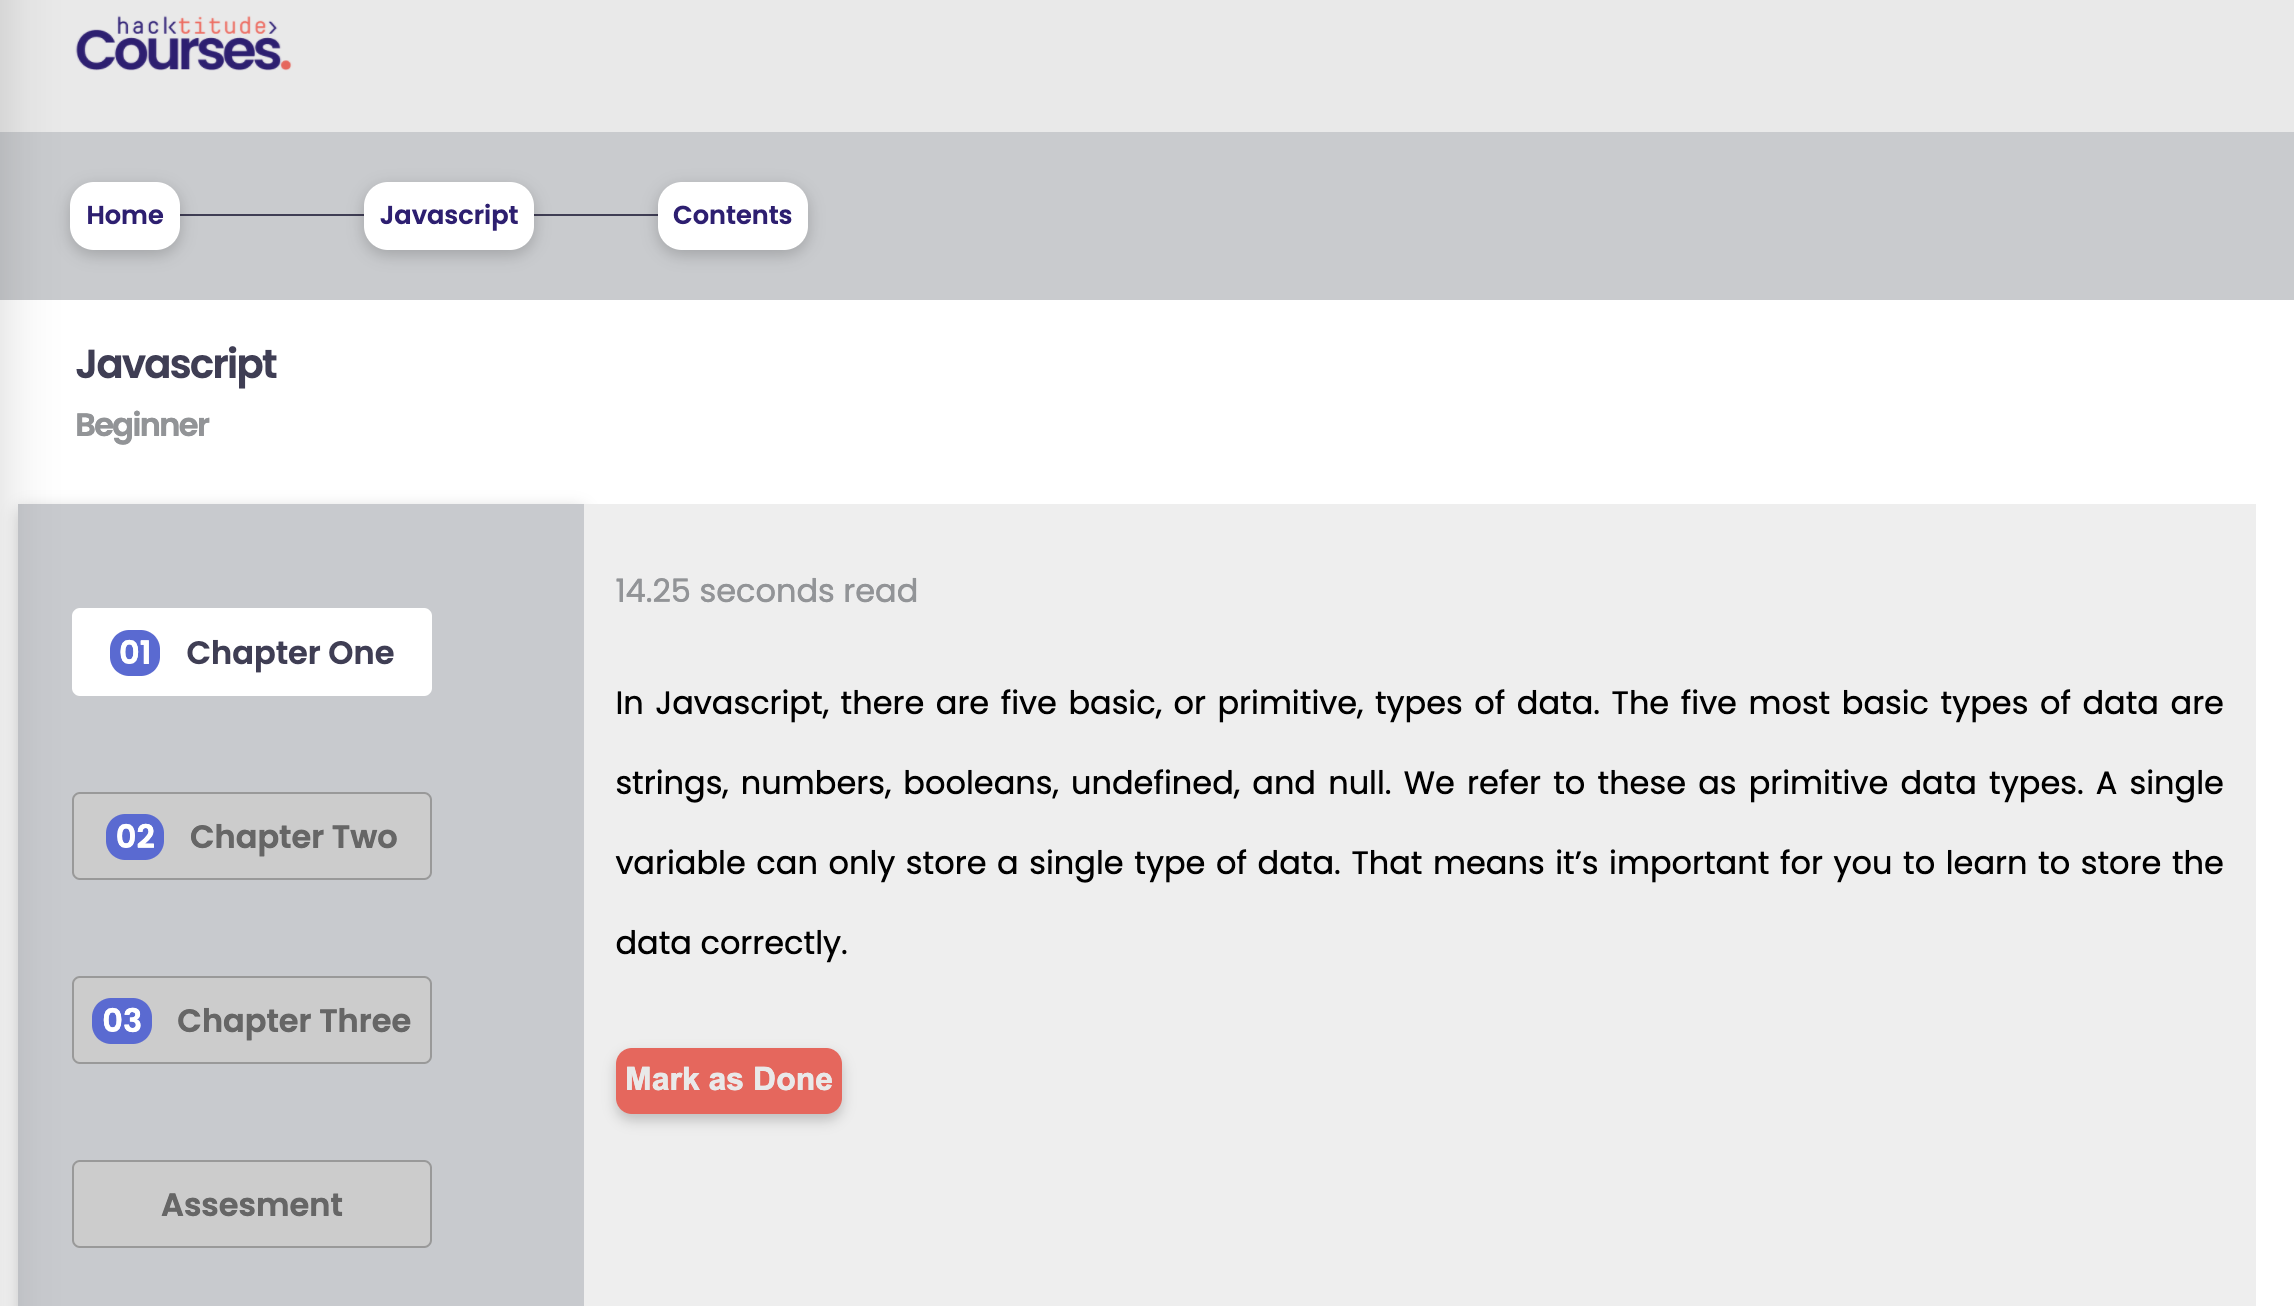 hack<titude>
Courses.
Home
Javascript
Contents
Javascript
Beginner
01 Chapter One
02 Chapter Two
03 Chapter Three
Assesment
14.25 seconds read
In Javascript, there are five basic, or primitive, types of data. The five most basic types of data are
strings, numbers, booleans, undefined, and null. We refer to these as primitive data types. A single
variable can only store a single type of data. That means it’s important for you to learn to store the
data correctly.
Mark as Done